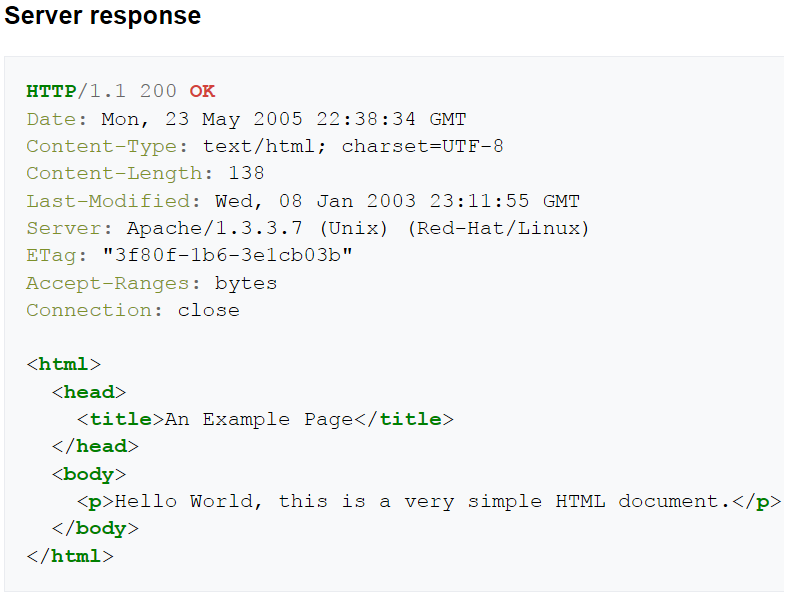 Server response
HTTP/1.1 200 OK
Date: Mon, 23 May 2005 22:38:34 GMT
Content-Type: text/html; charset=UTF-8
Content-Length: 138
Last-Modified: Wed, 08 Jan 2003 23:11:55 GMT
Server: Apache/1.3.3.7 (Unix) (Red-Hat/Linux)
ETag: "3f80f-1b6-3e1cb03b"
Accept-Ranges: bytes
Connection: close

<html>
  <head>
    <title>An Example Page</title>
  </head>
  <body>
    <p>Hello World, this is a very simple HTML document.</p>
  </body>
</html>